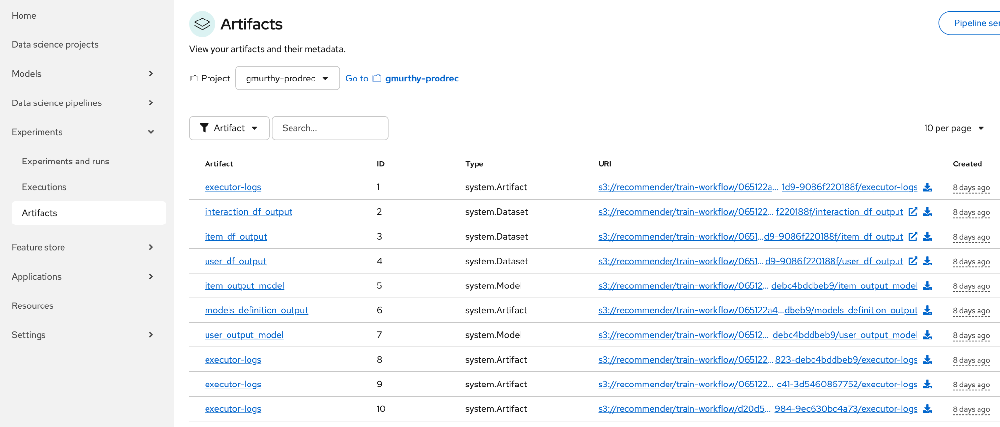 Home
Data science projects
Models
Data science pipelines
Experiments
Experiments and runs
Executions
Artifacts
Feature store
Applications
Resources
Settings
Artifacts
Pipeline ser
View your artifacts and their metadata.
Project gmurthy-prodrec Go to gmurthy-prodrec
Artifact Search... 10 per page
Artifact ID Type URI Created
executor-logs 1 system.Artifact s3://recommender/train-workflow/065122a... 1d9-9086f220188f/executor-logs 8 days ago
interaction_df_output 2 system.Dataset s3://recommender/train-workflow/065122... f220188f/interaction_df_output 8 days ago
item_df_output 3 system.Dataset s3://recommender/train-workflow/0651...d9-9086f220188f/item_df_output 8 days ago
user_df_output 4 system.Dataset s3://recommender/train-workflow/0651... d9-9086f220188f/user_df_output 8 days ago
item_output_model 5 system.Model s3://recommender/train-workflow/06512... debc4bddbeb9/item_output_model 8 days ago
models_definition_output 6 system.Artifact s3://recommender/train-workflow/065122a4...dbeb9/models_definition_output 8 days ago
user_output_model 7 system.Model s3://recommender/train-workflow/06512... debc4bddbeb9/user_output_model 8 days ago
executor-logs 8 system.Artifact s3://recommender/train-workflow/065122... 823-debc4bddbeb9/executor-logs 8 days ago
executor-logs 9 system.Artifact s3://recommender/train-workflow/065122... c41-3d5460867752/executor-logs 8 days ago
executor-logs 10 system.Artifact s3://recommender/train-workflow/d20d5... 984-9ec630bc4a73/executor-logs 8 days ago